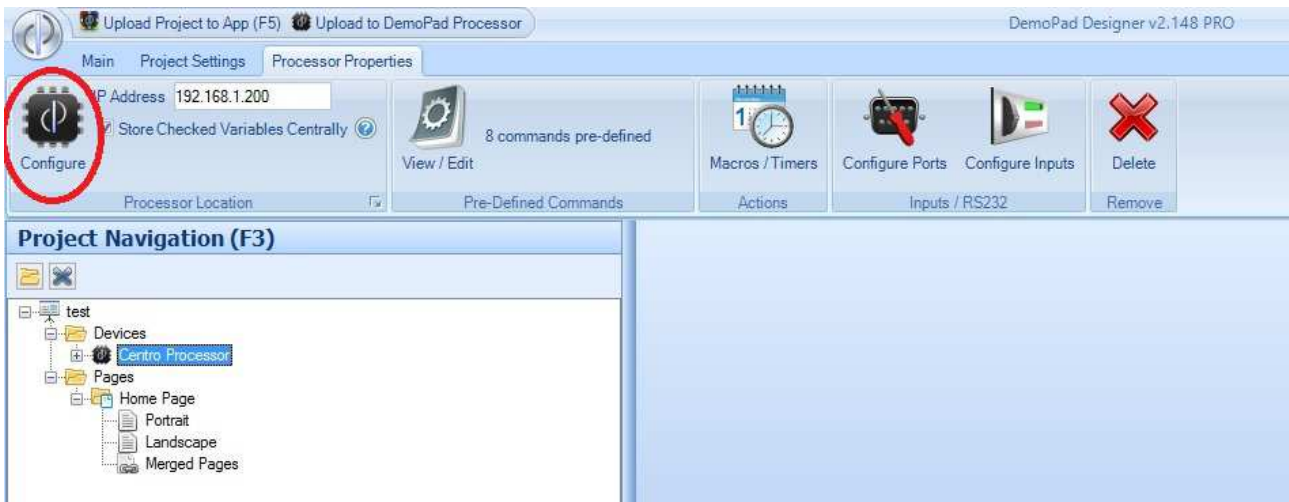 Upload Project to App (F5) Upload to DemoPad Processor DemoPad Designer v2.148 PRO
Main Project Settings Processor Properties
IP Address 192.168.1.200
Store Checked Variables Centrally
Configure
Processor Location
8 commands pre-defined
View / Edit
Pre-Defined Commands
1
Macros / Timers
Actions
Configure Ports Configure Inputs
Inputs / RS232
Delete
Remove
Project Navigation (F3)
test
Devices
Centro Processor
Pages
Home Page
Portrait
Landscape
Merged Pages